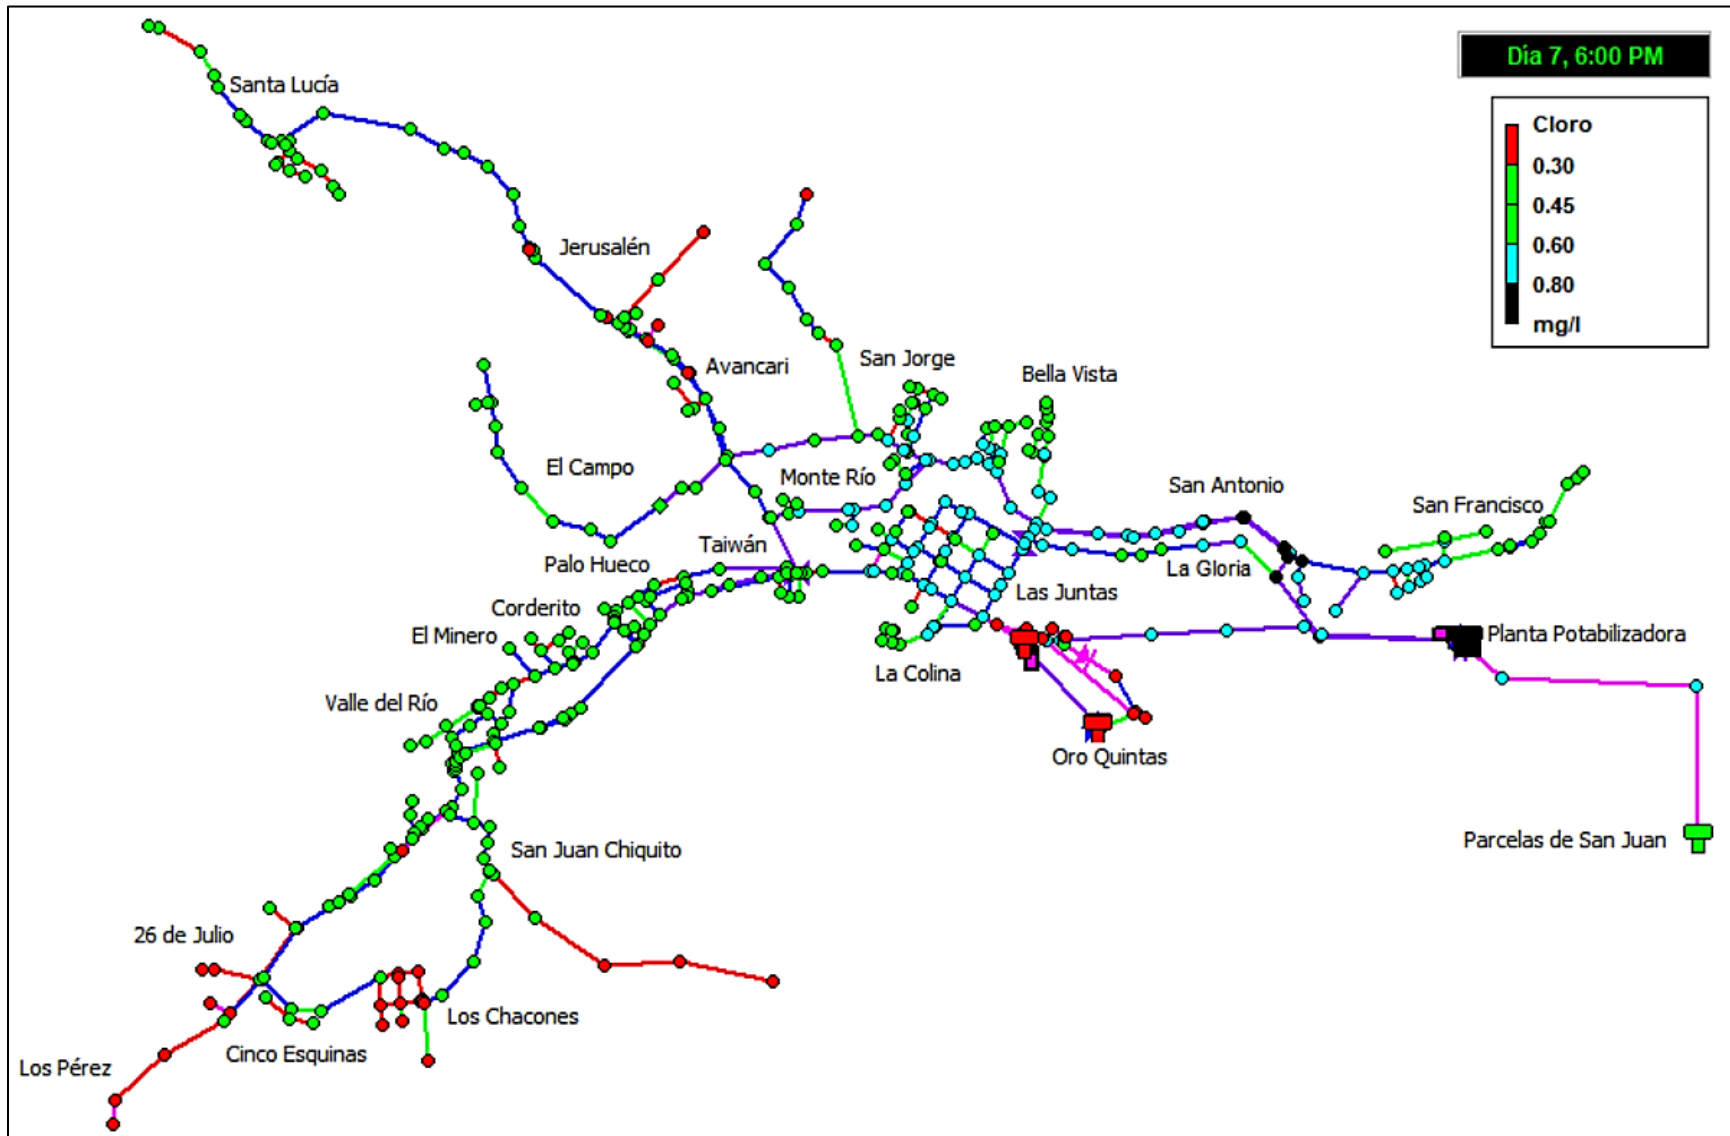 Día 7, 6:00 PM
Cloro
0.30
0.45
0.60
0.80
mg/l
Santa Lucía
Jerusalén
Avancari
San Jorge
Bella Vista
El Campo
Monte Río
San Antonio
San Francisco
Taiwán
Palo Hueco
La Gloria
Las Juntas
Corderito
El Minero
Planta Potabilizadora
La Colina
Valle del Río
Oro Quintas
Parcelas de San Juan
San Juan Chiquito
26 de Julio
Los Chacones
Cinco Esquinas
Los Pérez